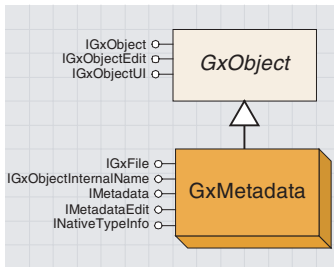 IGxObject
IGxObjectEdit
IGxObjectUI
GxObject
IGxFile
IGxObjectInternalName
IMetadata
IMetadataEdit
INativeTypeInfo
GxMetadata